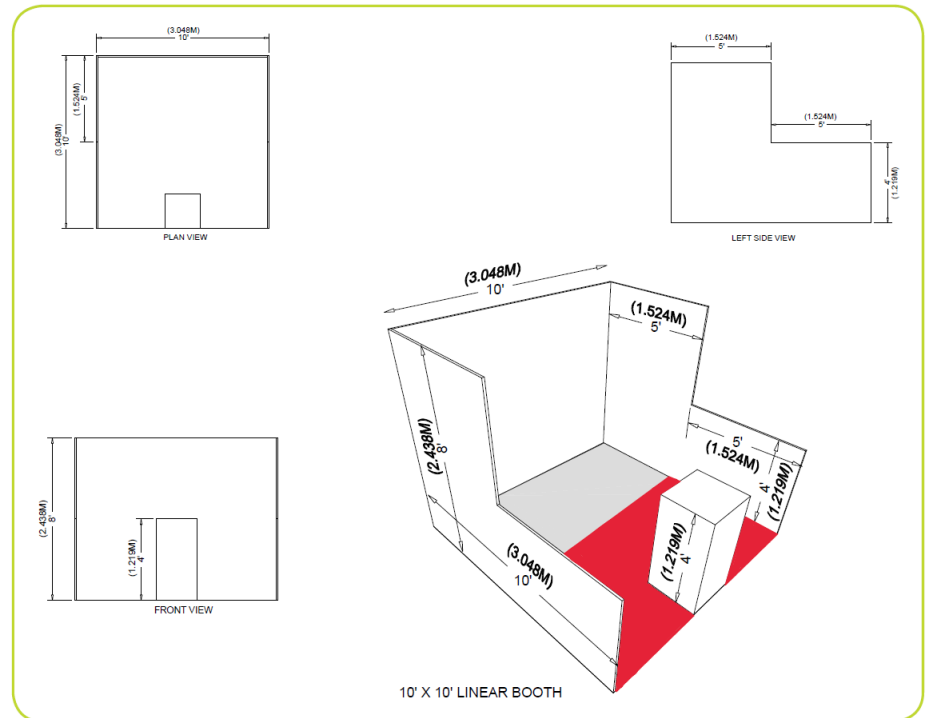 (3.048M)
10'
(1.524M)
5'
(3.048M)
10'
PLAN VIEW
(1.524M)
5'
(1.524M)
5'
4'
(1.219M)
LEFT SIDE VIEW
(3.048M)
10'
(1.524M)
5'
(2.438M)
8'
5'
(1.524M)
4'
(1.219M)
(3.048M)
10'
(1.219M)
4'
(2.438M)
8'
(1.219M)
4'
FRONT VIEW
10' X 10' LINEAR BOOTH